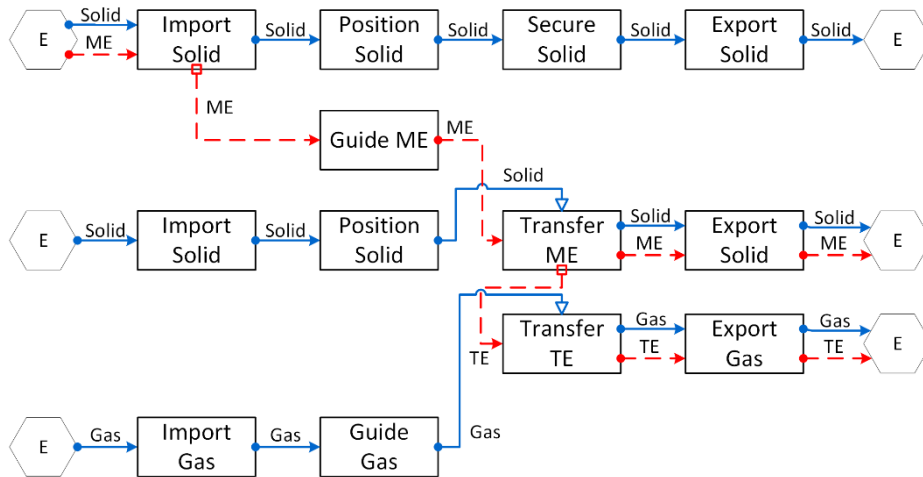 Solid
ME
E
Import
Solid
Solid
Position
Solid
Solid
Secure
Solid
Solid
Export
Solid
Solid
E
ME
Guide ME
ME
Solid
E
Solid
Import
Solid
Solid
Position
Solid
Transfer
ME
Solid
ME
Export
Solid
Solid
ME
E
TE
Transfer
TE
Gas
TE
Export
Gas
Gas
TE
E
E
Gas
Import
Gas
Gas
Guide
Gas
Gas